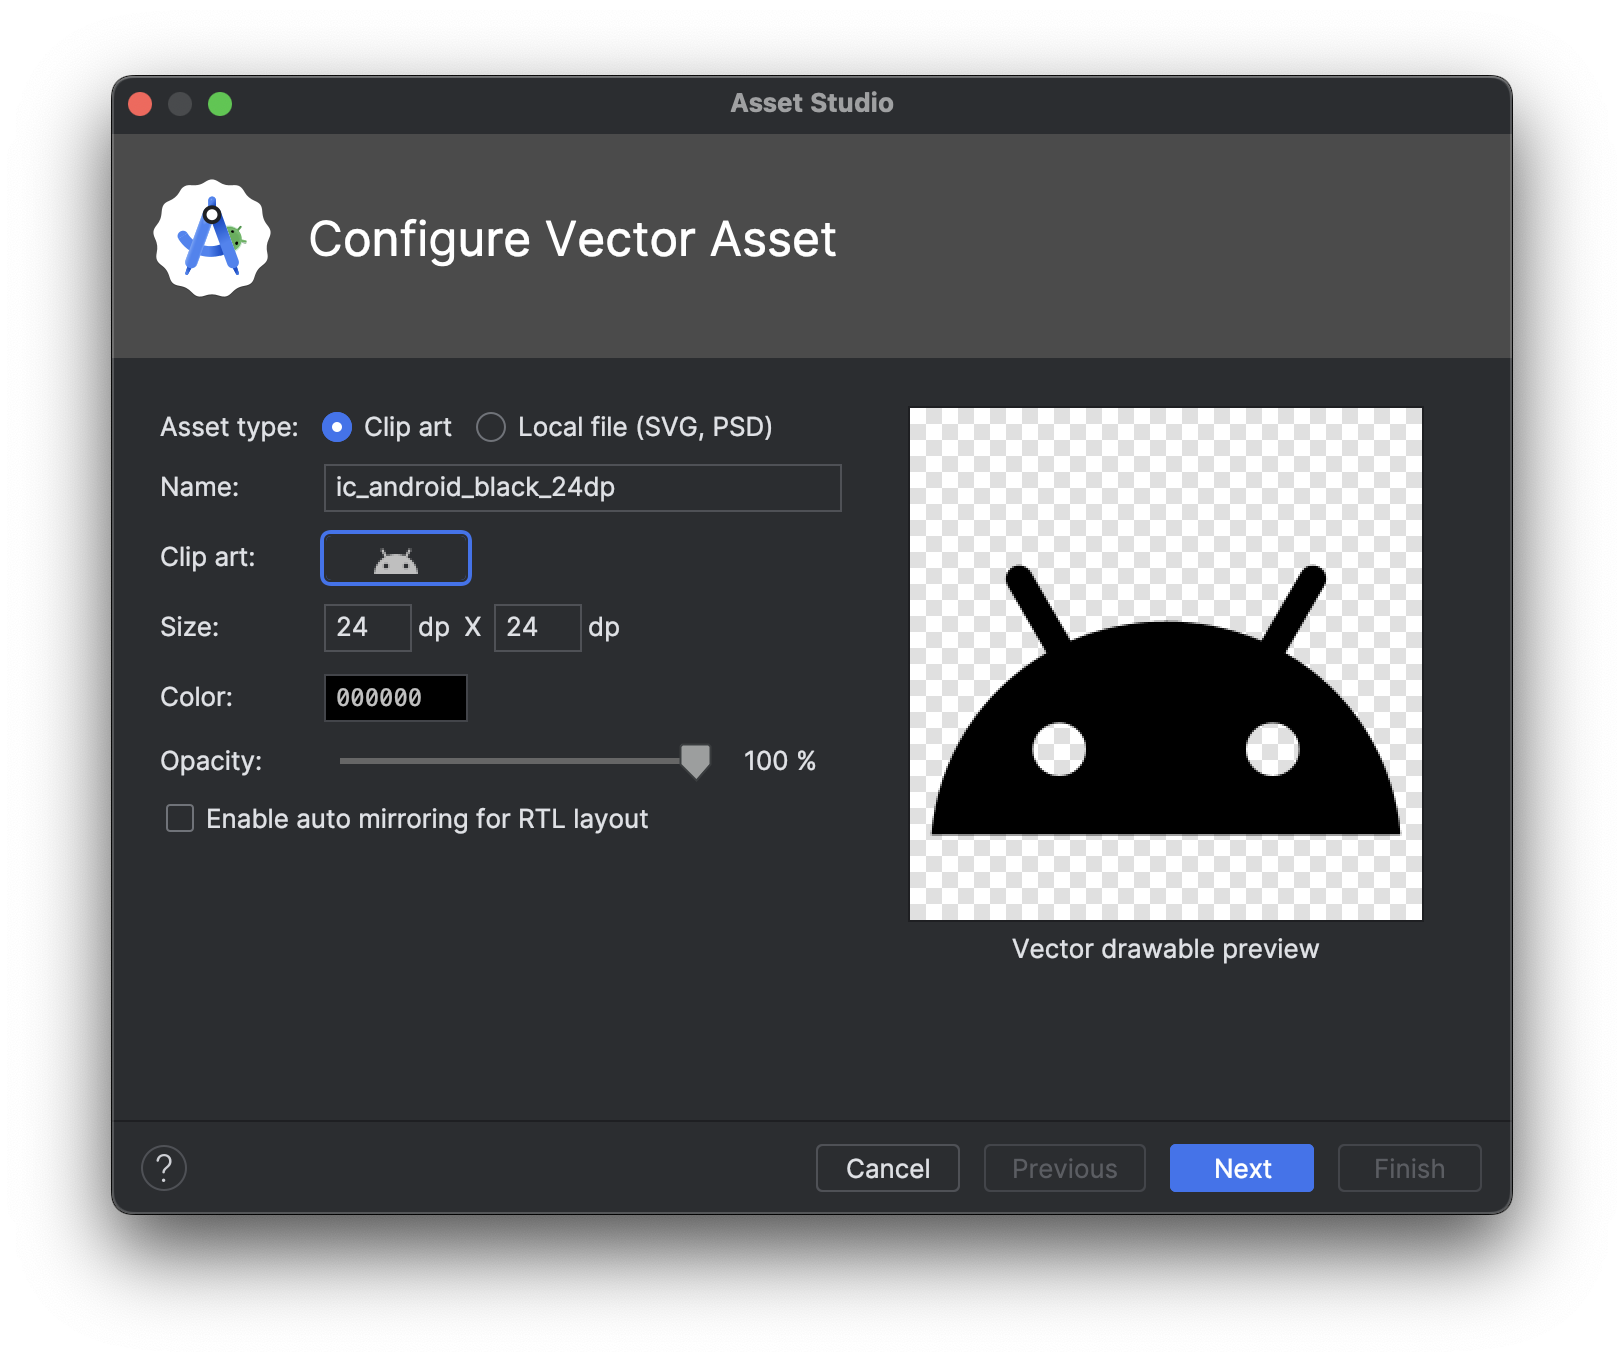 Asset Studio
Configure Vector Asset
Asset type: Clip art Local file (SVG, PSD)
Name: ic_android_black_24dp
Clip art:
Size: 24 dp X 24 dp
Color: 000000
Opacity: 100 %
Enable auto mirroring for RTL layout
Vector drawable preview
? Cancel Previous Next Finish